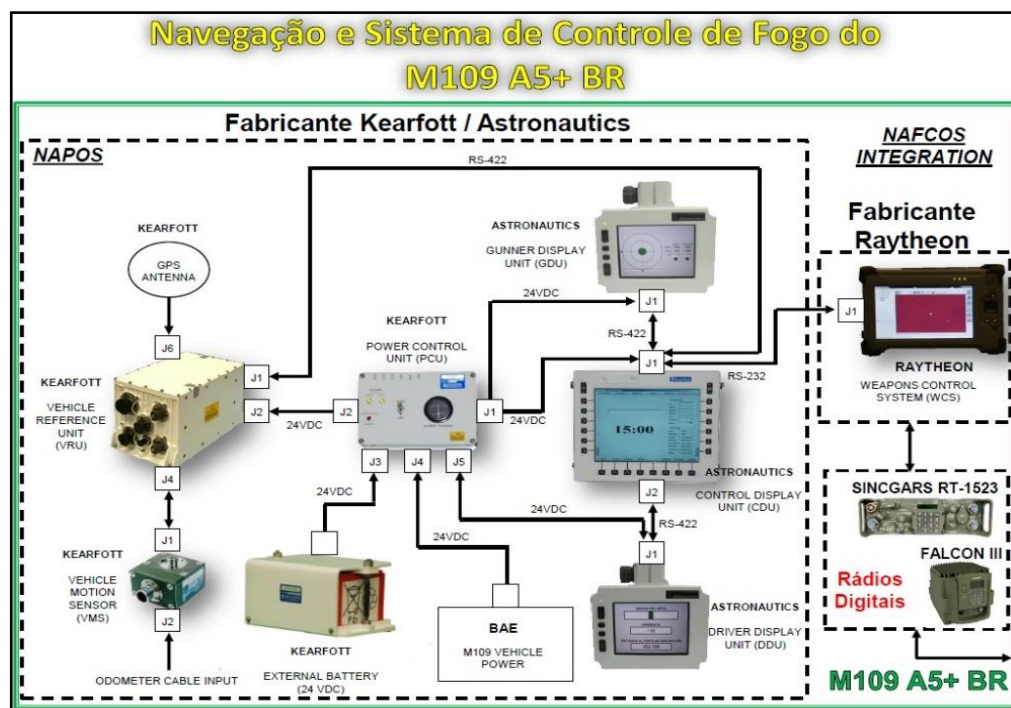 Navegação e Sistema de Controle de Fogo do
M109 A5+ BR
Fabricante Kearfott / Astronautics
NAPOS
RS-422
NAFCOS
INTEGRATION
KEARFOTT
GPS
ANTENNA
J6
J1
J2
KEARFOTT
VEHICLE
REFERENCE
UNIT
(VRU)
J4
24VDC
J1
KEARFOTT
VEHICLE
MOTION
SENSOR
(VMS)
J2
ODOMETER CABLE INPUT
KEARFOTT
POWER CONTROL
UNIT (PCU)
J2
J1
J3
J4
J5
24VDC
24VDC
24VDC
24VDC
24VDC
KEARFOTT
EXTERNAL BATTERY
(24 VDC)
BAE
M109 VEHICLE
POWER
ASTRONAUTICS
GUNNER DISPLAY
UNIT (GDU)
J1
RS-422
J1
15:00
ASTRONAUTICS
CONTROL DISPLAY
UNIT (CDU)
J2
RS-422
J1
ASTRONAUTICS
DRIVER DISPLAY
UNIT (DDU)
RS-232
Fabricante
Raytheon
J1
RAYTHEON
WEAPONS CONTROL
SYSTEM (WCS)
SINCGARS RT-1523
FALCON III
Rádios
Digitais
M109 A5+ BR